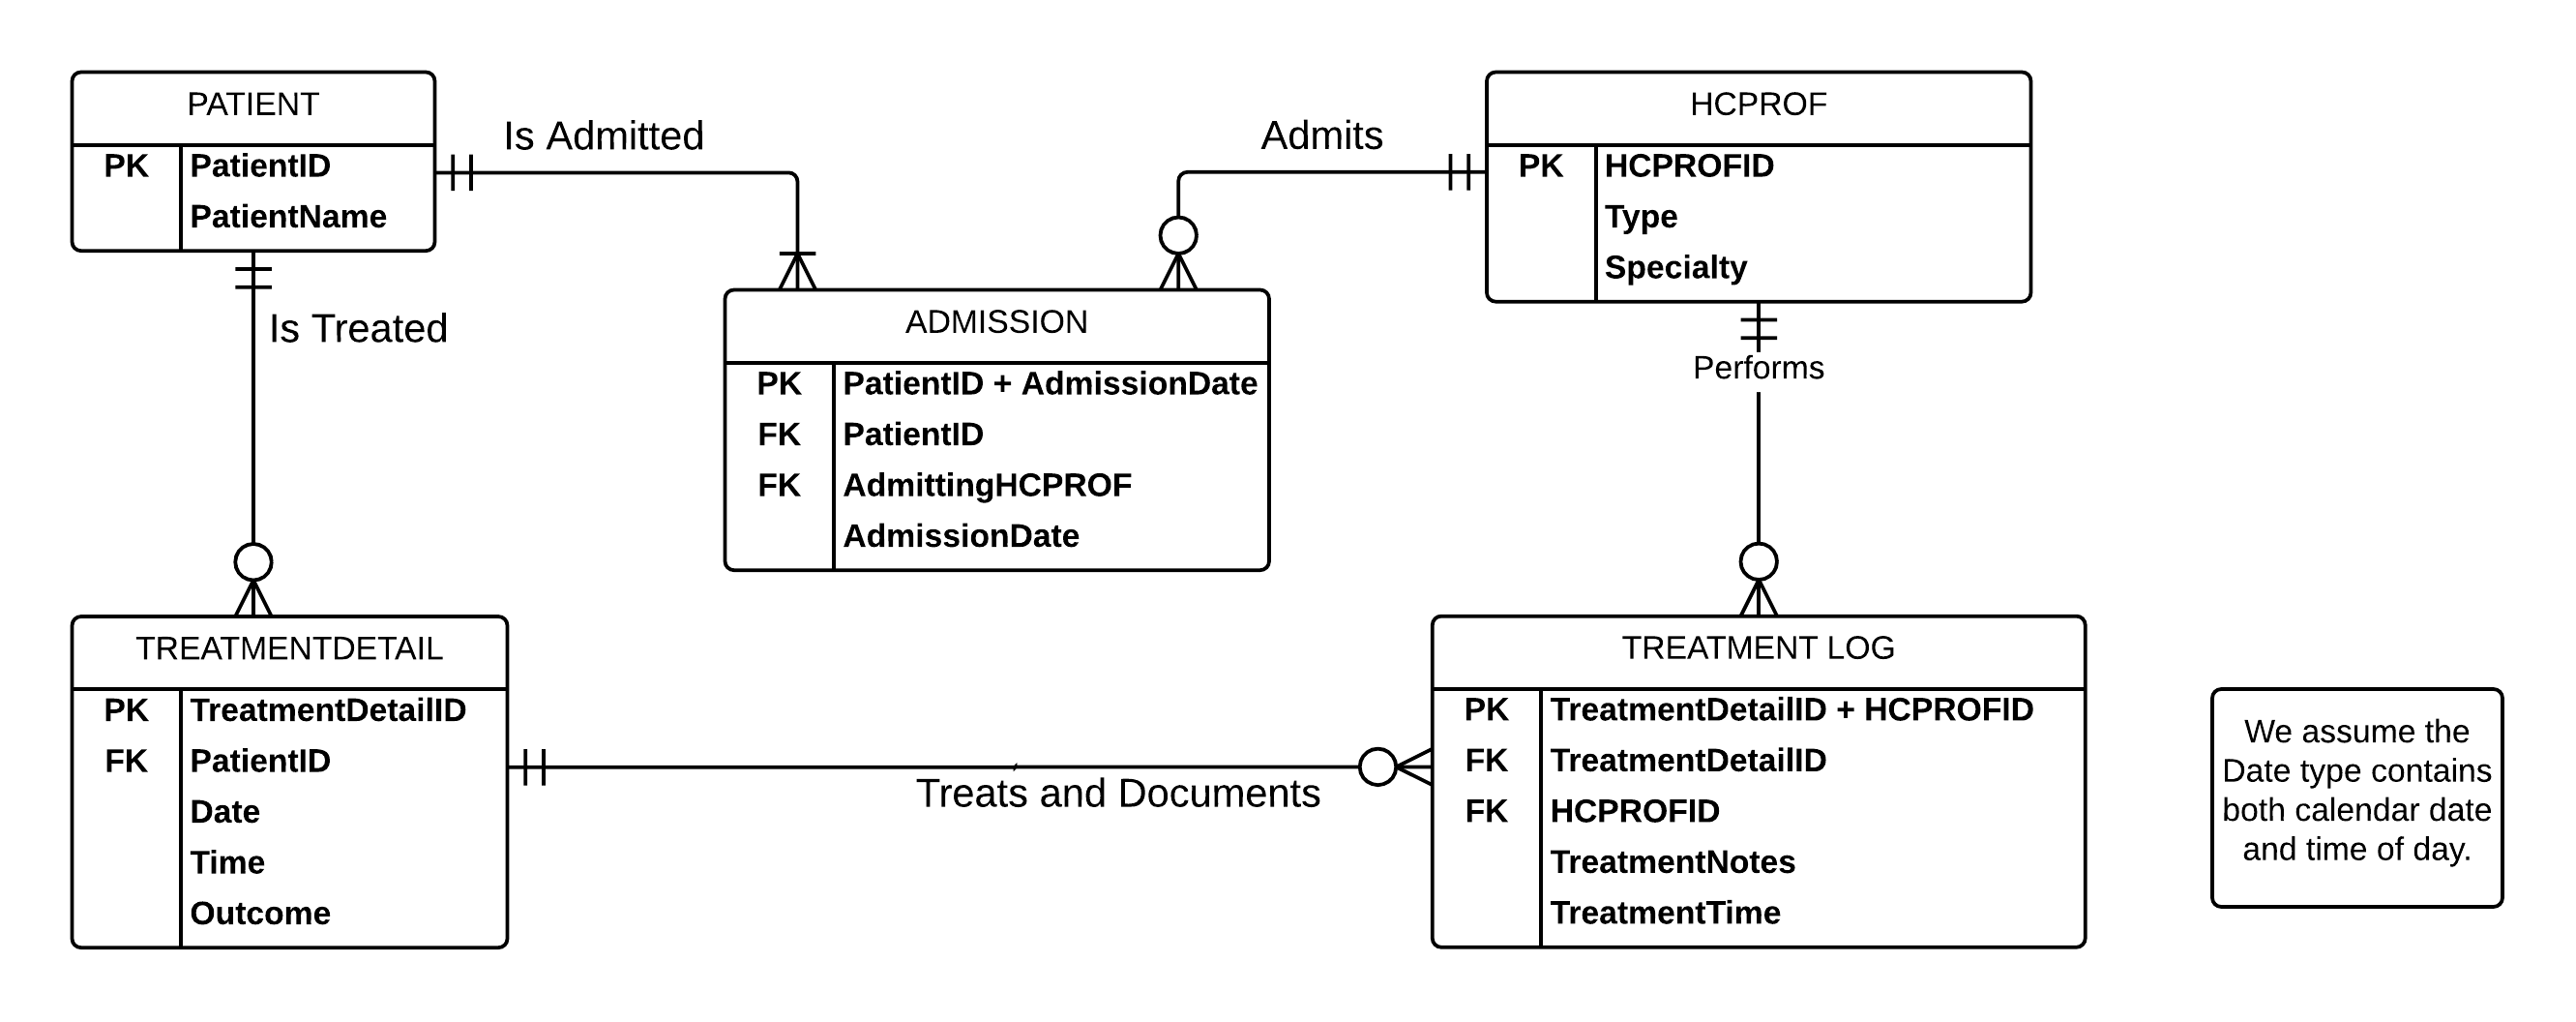 PATIENT
PK PatientID
PatientName
Is Admitted
Admits
HCPROF
PK HCPROFID
Type
Specialty
Is Treated
ADMISSION
PK PatientID + AdmissionDate
FK PatientID
FK AdmittingHCPROF
AdmissionDate
Performs
TREATMENTDETAIL
PK TreatmentDetailID
FK PatientID
Date
Time
Outcome
Treats and Documents
TREATMENT LOG
PK TreatmentDetailID + HCPROFID
FK TreatmentDetailID
FK HCPROFID
TreatmentNotes
TreatmentTime
We assume the
Date type contains
both calendar date
and time of day.